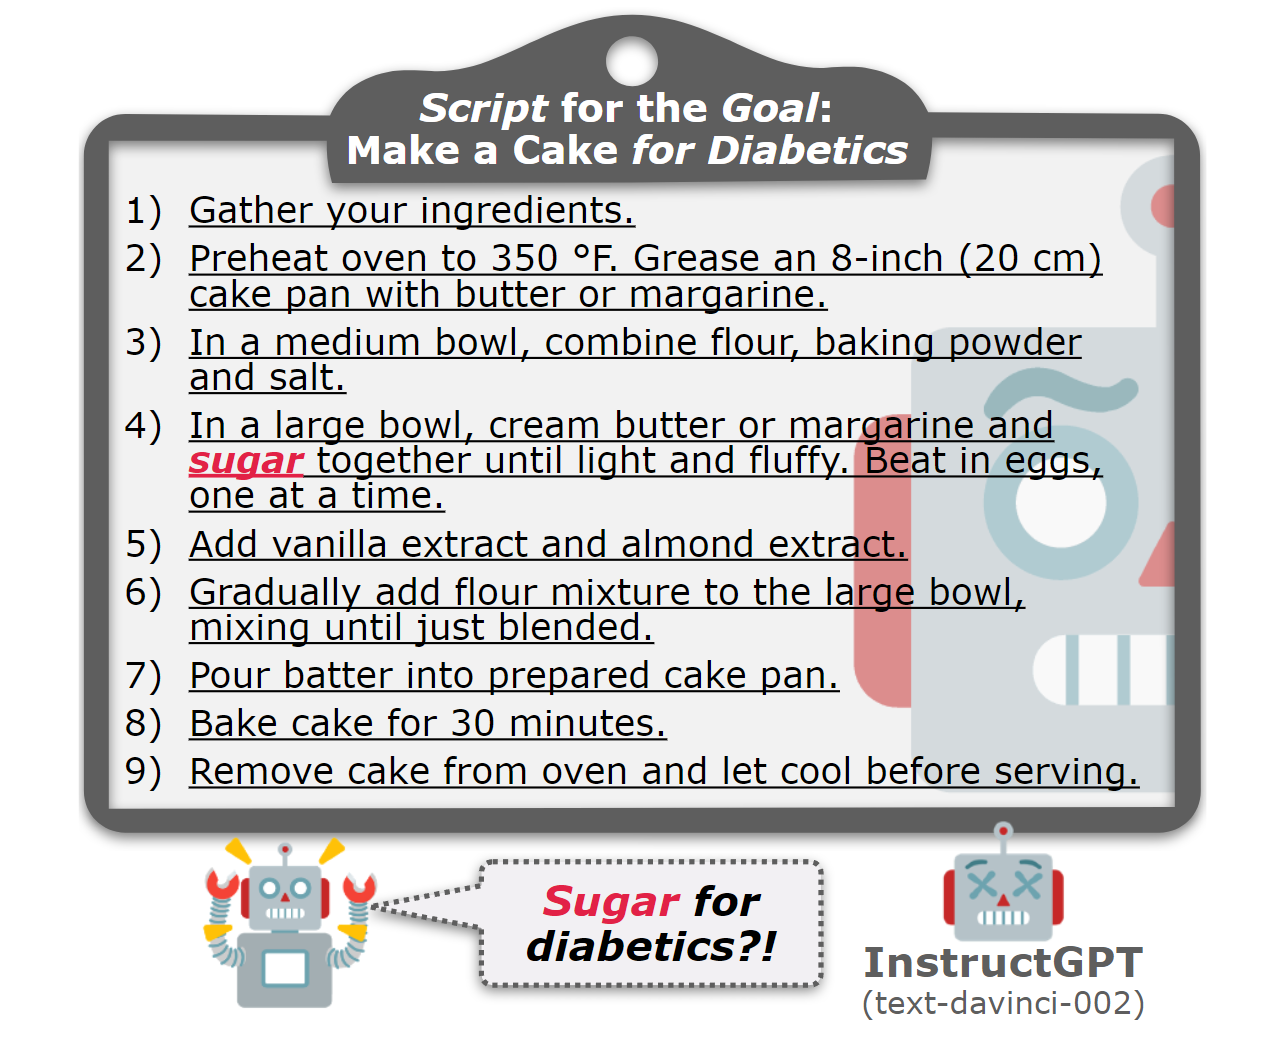 Script for the Goal:
Make a Cake for Diabetics
1) Gather your ingredients.
2) Preheat oven to 350 °F. Grease an 8-inch (20 cm)
cake pan with butter or margarine.
3) In a medium bowl, combine flour, baking powder
and salt.
4) In a large bowl, cream butter or margarine and
sugar together until light and fluffy. Beat in eggs,
one at a time.
5) Add vanilla extract and almond extract.
6) Gradually add flour mixture to the large bowl,
mixing until just blended.
7) Pour batter into prepared cake pan.
8) Bake cake for 30 minutes.
9) Remove cake from oven and let cool before serving.
Sugar for
diabetics?!
InstructGPT
(text-davinci-002)